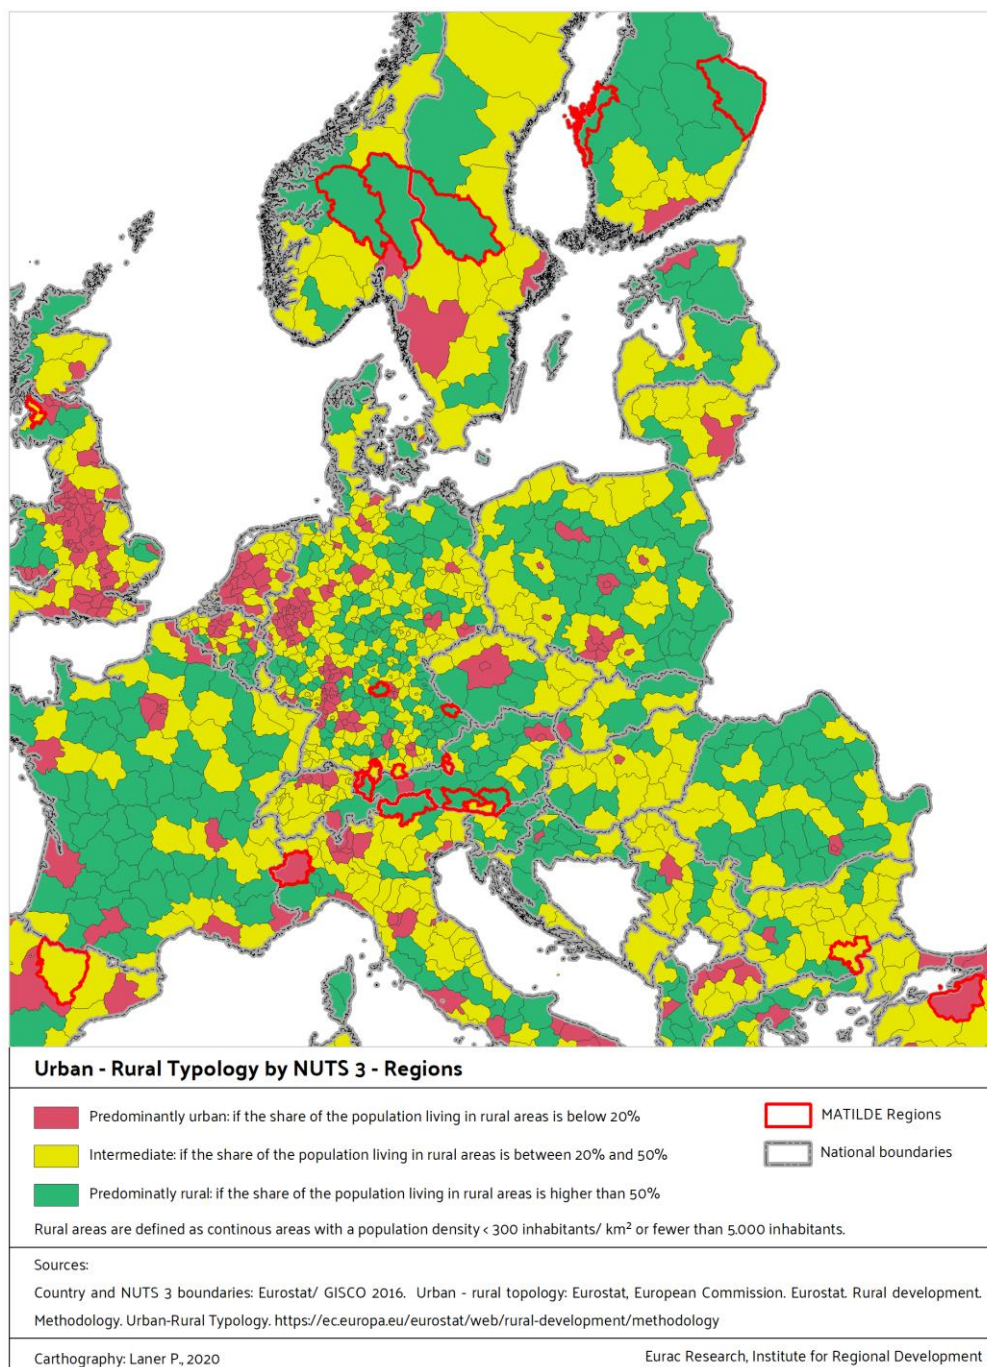 Urban - Rural Typology by NUTS 3 - Regions
Predominantly urban: if the share of the population living in rural areas is below 20%
MATILDE Regions
Intermediate: if the share of the population living in rural areas is between 20% and 50%
National boundaries
Predominatly rural: if the share of the population living in rural areas is higher than 50%
Rural areas are defined as continous areas with a population density < 300 inhabitants/ km² or fewer than 5.000 inhabitants.
Sources:
Country and NUTS 3 boundaries: Eurostat/ GISCO 2016. Urban - rural topology: Eurostat, European Commission. Eurostat. Rural development.
Methodology. Urban-Rural Typology. https://ec.europa.eu/eurostat/web/rural-development/methodology
Carthography: Laner P., 2020
Eurac Research, Institute for Regional Development